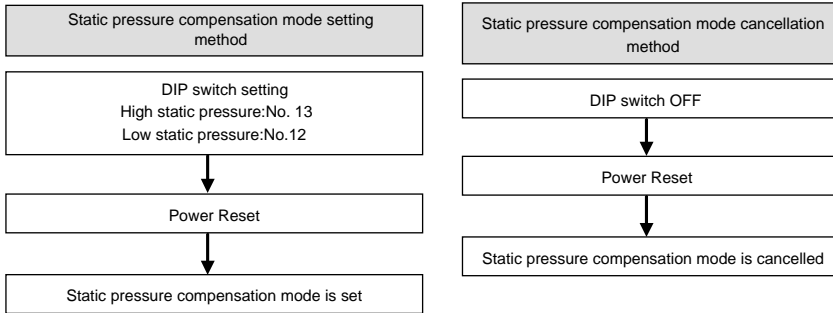 Static pressure compensation mode setting
method
DIP switch setting
High static pressure:No. 13
Low static pressure:No.12
Power Reset
Static pressure compensation mode is set
Static pressure compensation mode cancellation
method
DIP switch OFF
Power Reset
Static pressure compensation mode is cancelled